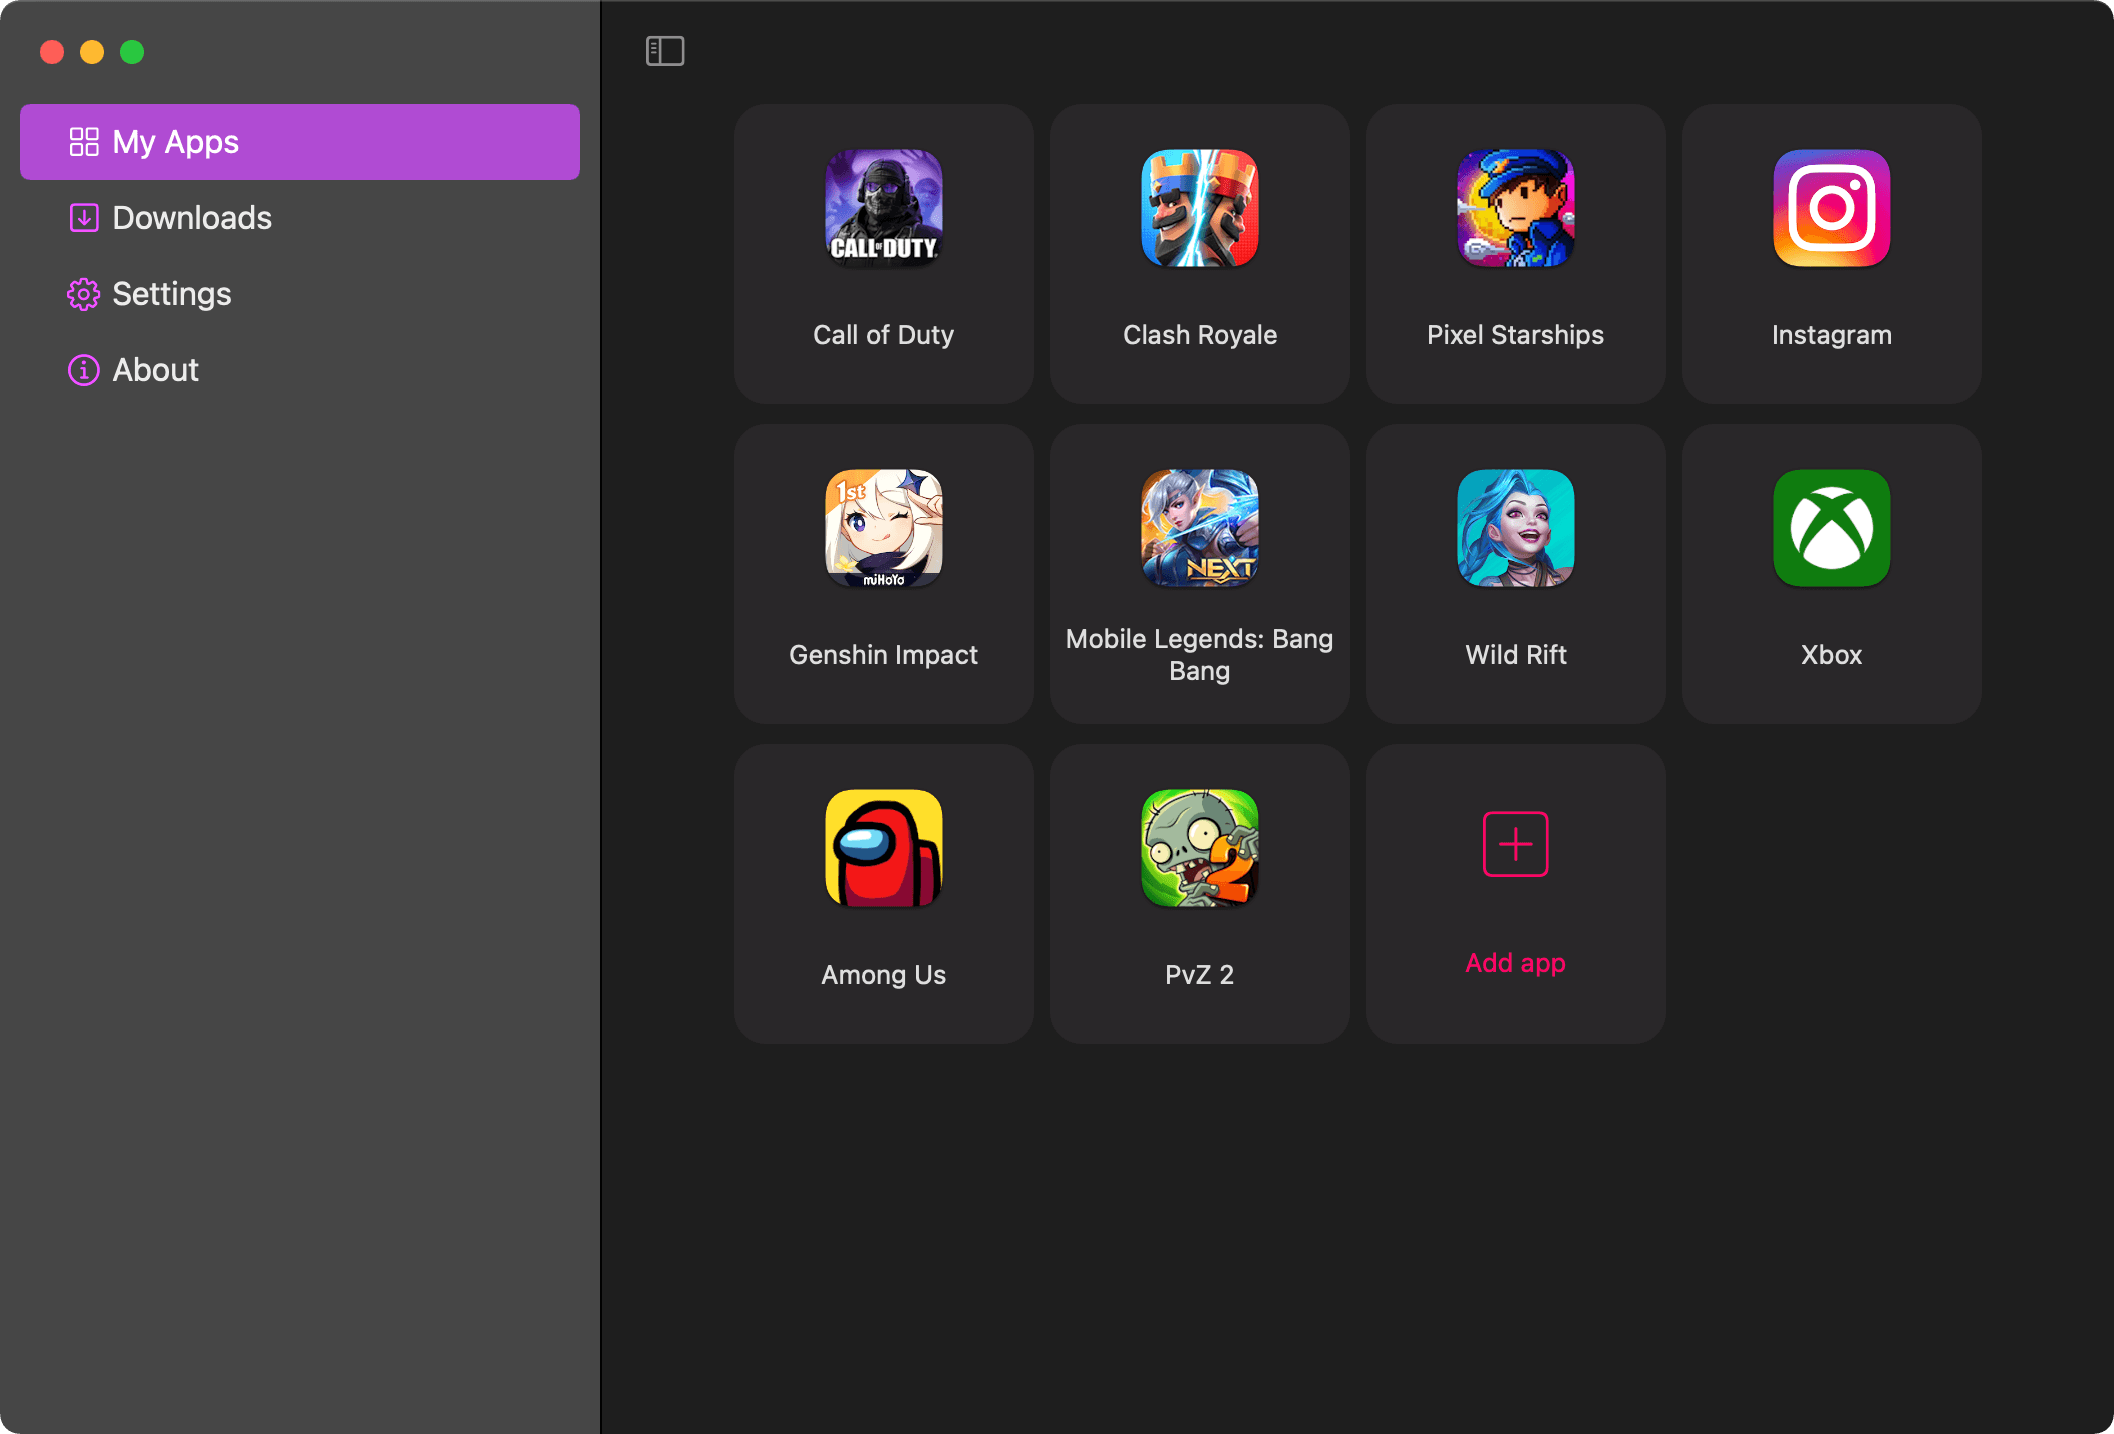 My Apps
Downloads
Settings
About
CALL OF DUTY
Call of Duty
Clash Royale
Pixel Starships
Instagram
1st
miHoYo
Genshin Impact
NEXT
Mobile Legends: Bang
Bang
Wild Rift
Xbox
Among Us
2
PvZ 2
Add app